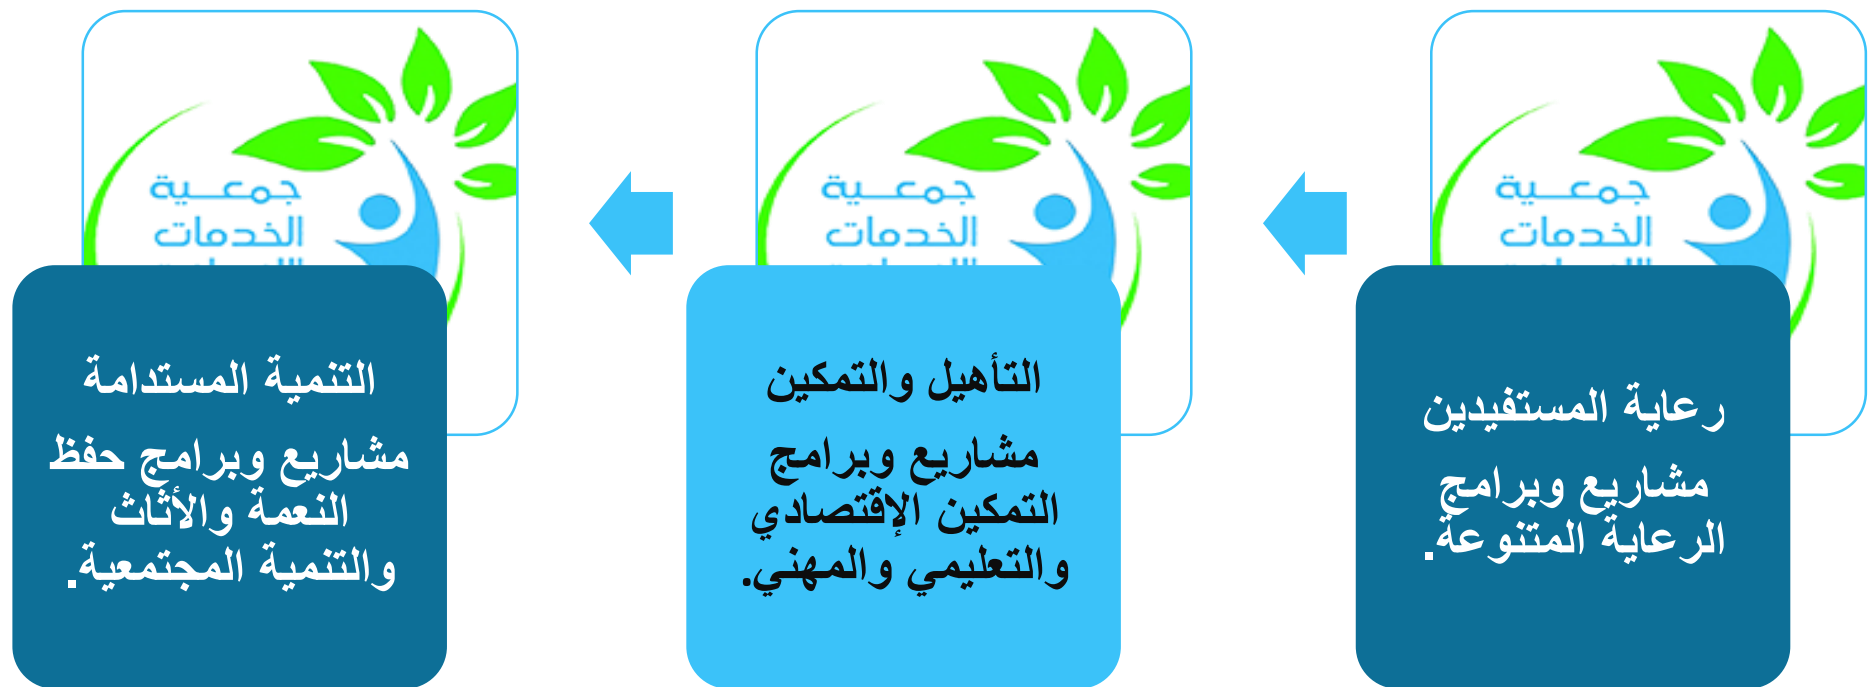 جمعية
الخدمات
رعاية المستفيدين
مشاريع وبرامج
الرعاية المتنوعة.
جمعية
الخدمات
التأهيل والتمكين
مشاريع وبرامج
التمكين الإقتصادي
والتعليمي والمهني.
جمعية
الخدمات
التنمية المستدامة
مشاريع وبرامج حفظ
النعمة والأثاث
والتنمية المجتمعية.